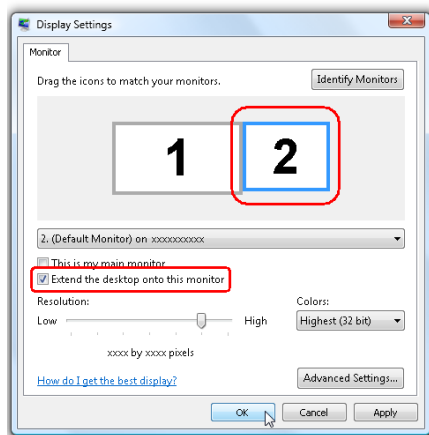 Display Settings
Monitor
Drag the icons to match your monitors.
Identify Monitors
1
2
2. (Default Monitor) on xxxxxxxxxx
This is my main monitor
Extend the desktop onto this monitor
Resolution:
Colors:
Low
High
Highest (32 bit)
xxxx by xxxx pixels
How do I get the best display?
Advanced Settings...
OK
Cancel
Apply